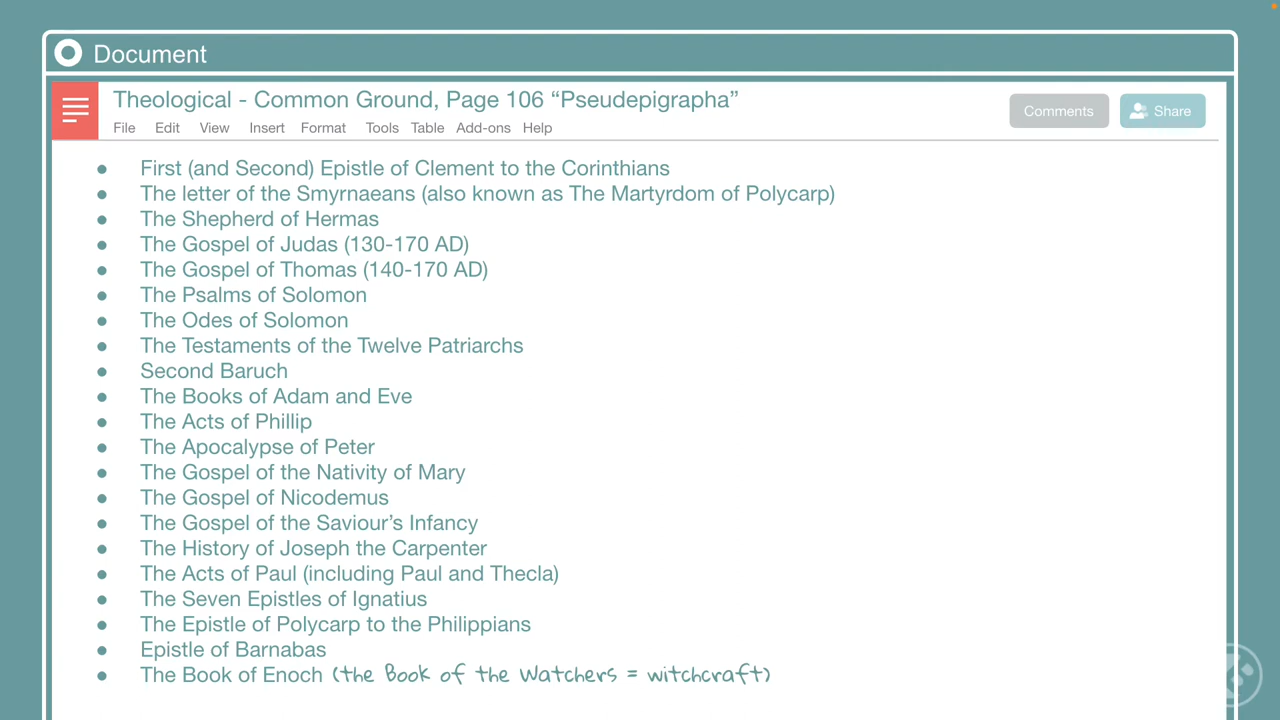 Document
Theological - Common Ground, Page 106 “Pseudepigrapha”
File Edit View Insert Format Tools Table Add-ons Help
Comments Share
First (and Second) Epistle of Clement to the Corinthians
The letter of the Smyrnaeans (also known as The Martyrdom of Polycarp)
The Shepherd of Hermas
The Gospel of Judas (130-170 AD)
The Gospel of Thomas (140-170 AD)
The Psalms of Solomon
The Odes of Solomon
The Testaments of the Twelve Patriarchs
Second Baruch
The Books of Adam and Eve
The Acts of Phillip
The Apocalypse of Peter
The Gospel of the Nativity of Mary
The Gospel of Nicodemus
The Gospel of the Saviour’s Infancy
The History of Joseph the Carpenter
The Acts of Paul (including Paul and Thecla)
The Seven Epistles of Ignatius
The Epistle of Polycarp to the Philippians
Epistle of Barnabas
The Book of Enoch (the Book of the Watchers = witchcraft)